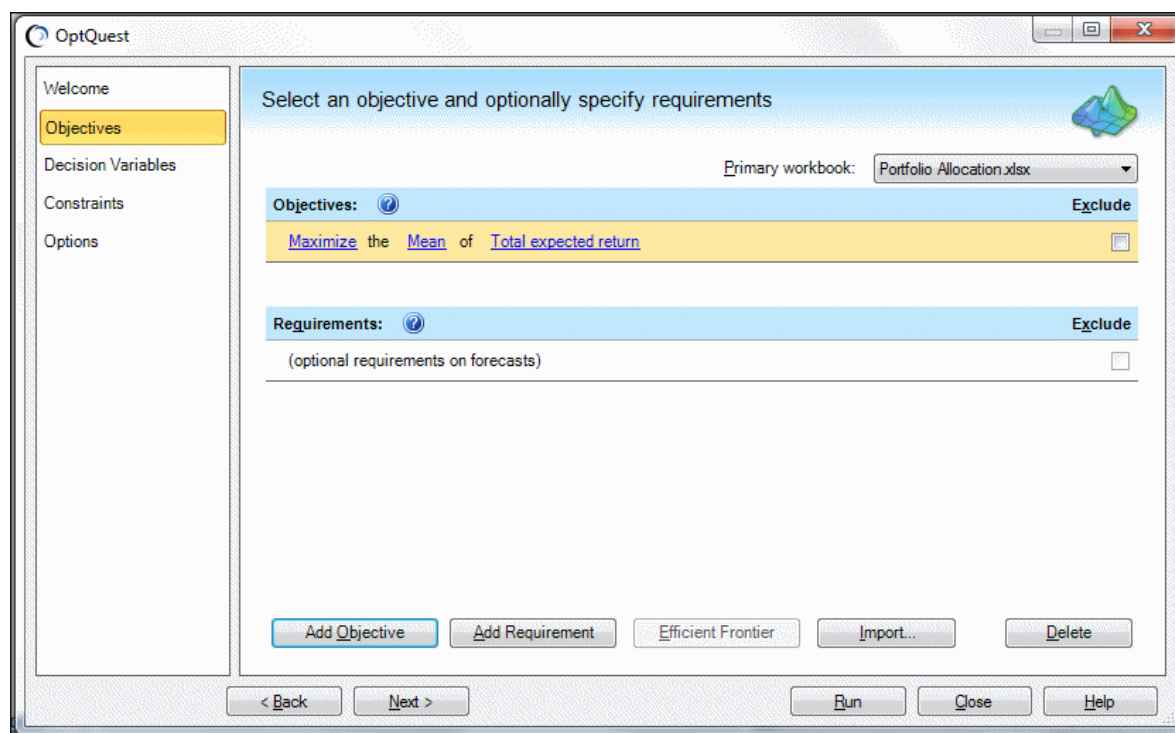 OptQuest
Welcome
Objectives
Decision Variables
Constraints
Options
Select an objective and optionally specify requirements
Primary workbook: Portfolio Allocation.xlsx
Objectives: Exclude
Maximize the Mean of Total expected return
Requirements: Exclude
(optional requirements on forecasts)
Add Objective Add Requirement Efficient Frontier Import... Delete
< Back Next > Run Close Help